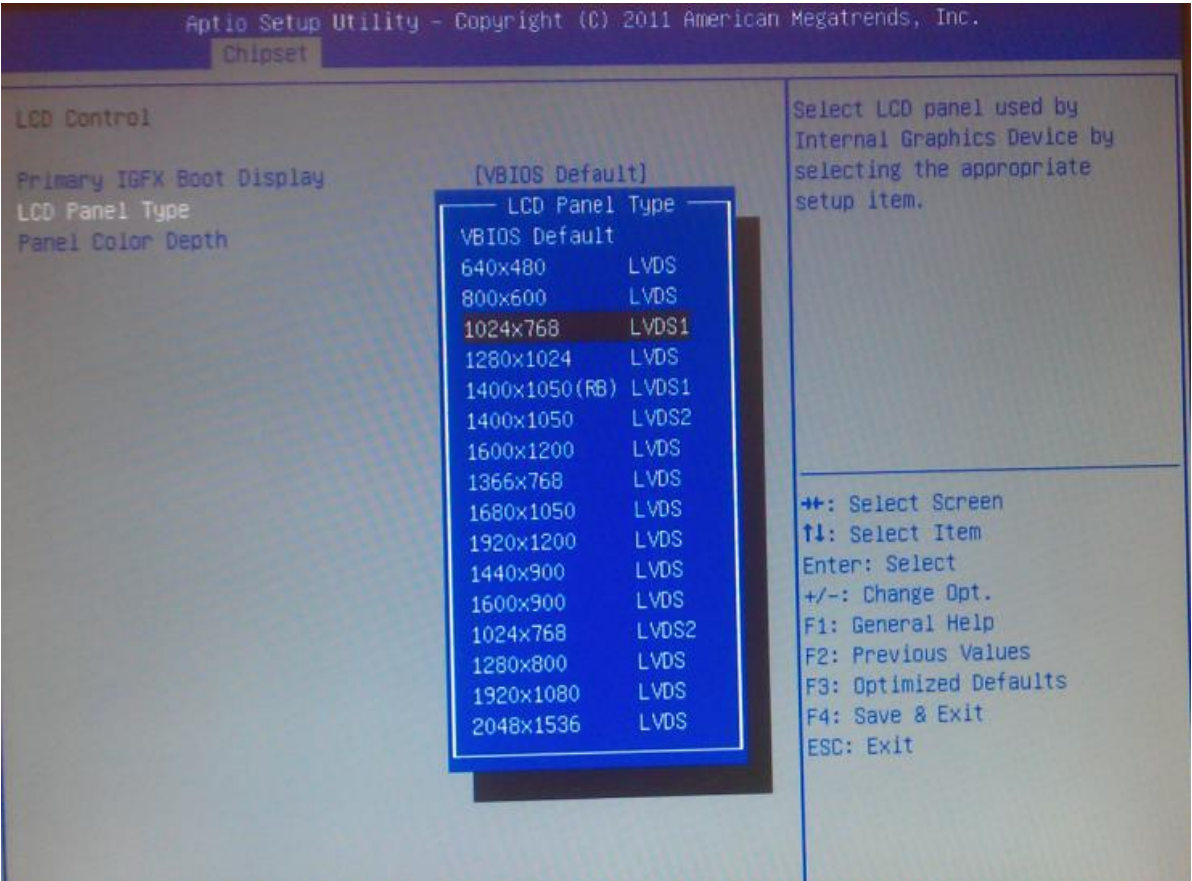 Aptio Setup Utility - Copyright (C) 2011 American Megatrends, Inc.
Chipset
LCD Control
Primary IGFX Boot Display [VBIOS Default]
LCD Panel Type
Panel Color Depth
LCD Panel Type
VBIOS Default
640x480 LVDS
800x600 LVDS
1024x768 LVDS1
1280x1024 LVDS
1400x1050(RB) LVDS1
1400x1050 LVDS2
1600x1200 LVDS
1366x768 LVDS
1680x1050 LVDS
1920x1200 LVDS
1440x900 LVDS
1600x900 LVDS
1024x768 LVDS2
1280x800 LVDS
1920x1080 LVDS
2048x1536 LVDS
Select LCD panel used by
Internal Graphics Device by
selecting the appropriate
setup item.
→←: Select Screen
↑↓: Select Item
Enter: Select
+/-: Change Opt.
F1: General Help
F2: Previous Values
F3: Optimized Defaults
F4: Save & Exit
ESC: Exit